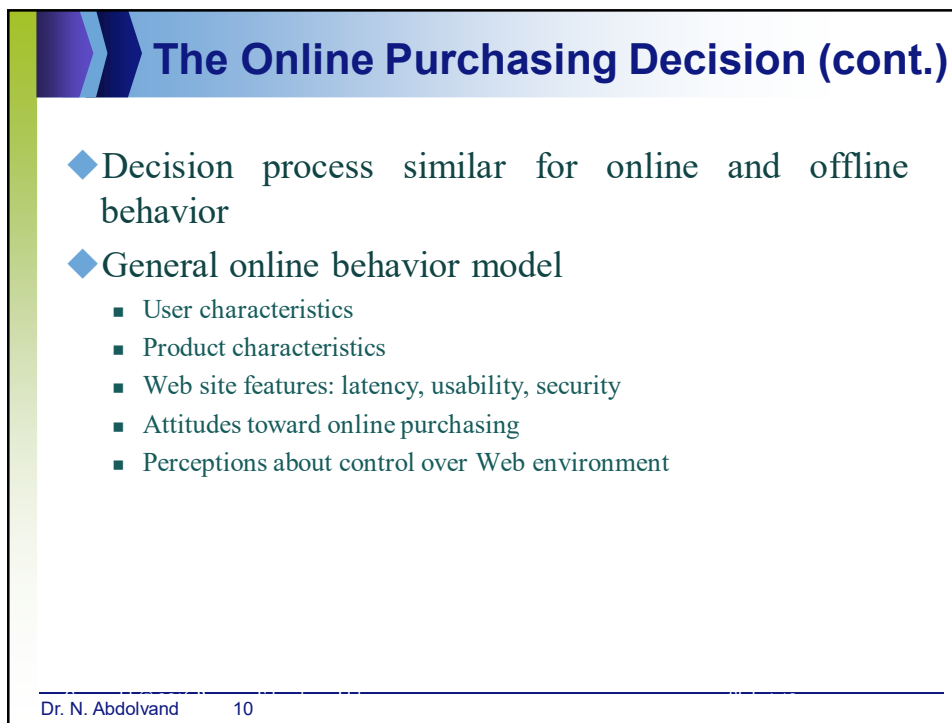 The Online Purchasing Decision (cont.)
Decision process similar for online and offline
behavior
General online behavior model
User characteristics
Product characteristics
Web site features: latency, usability, security
Attitudes toward online purchasing
Perceptions about control over Web environment
Dr. N. Abdolvand 10